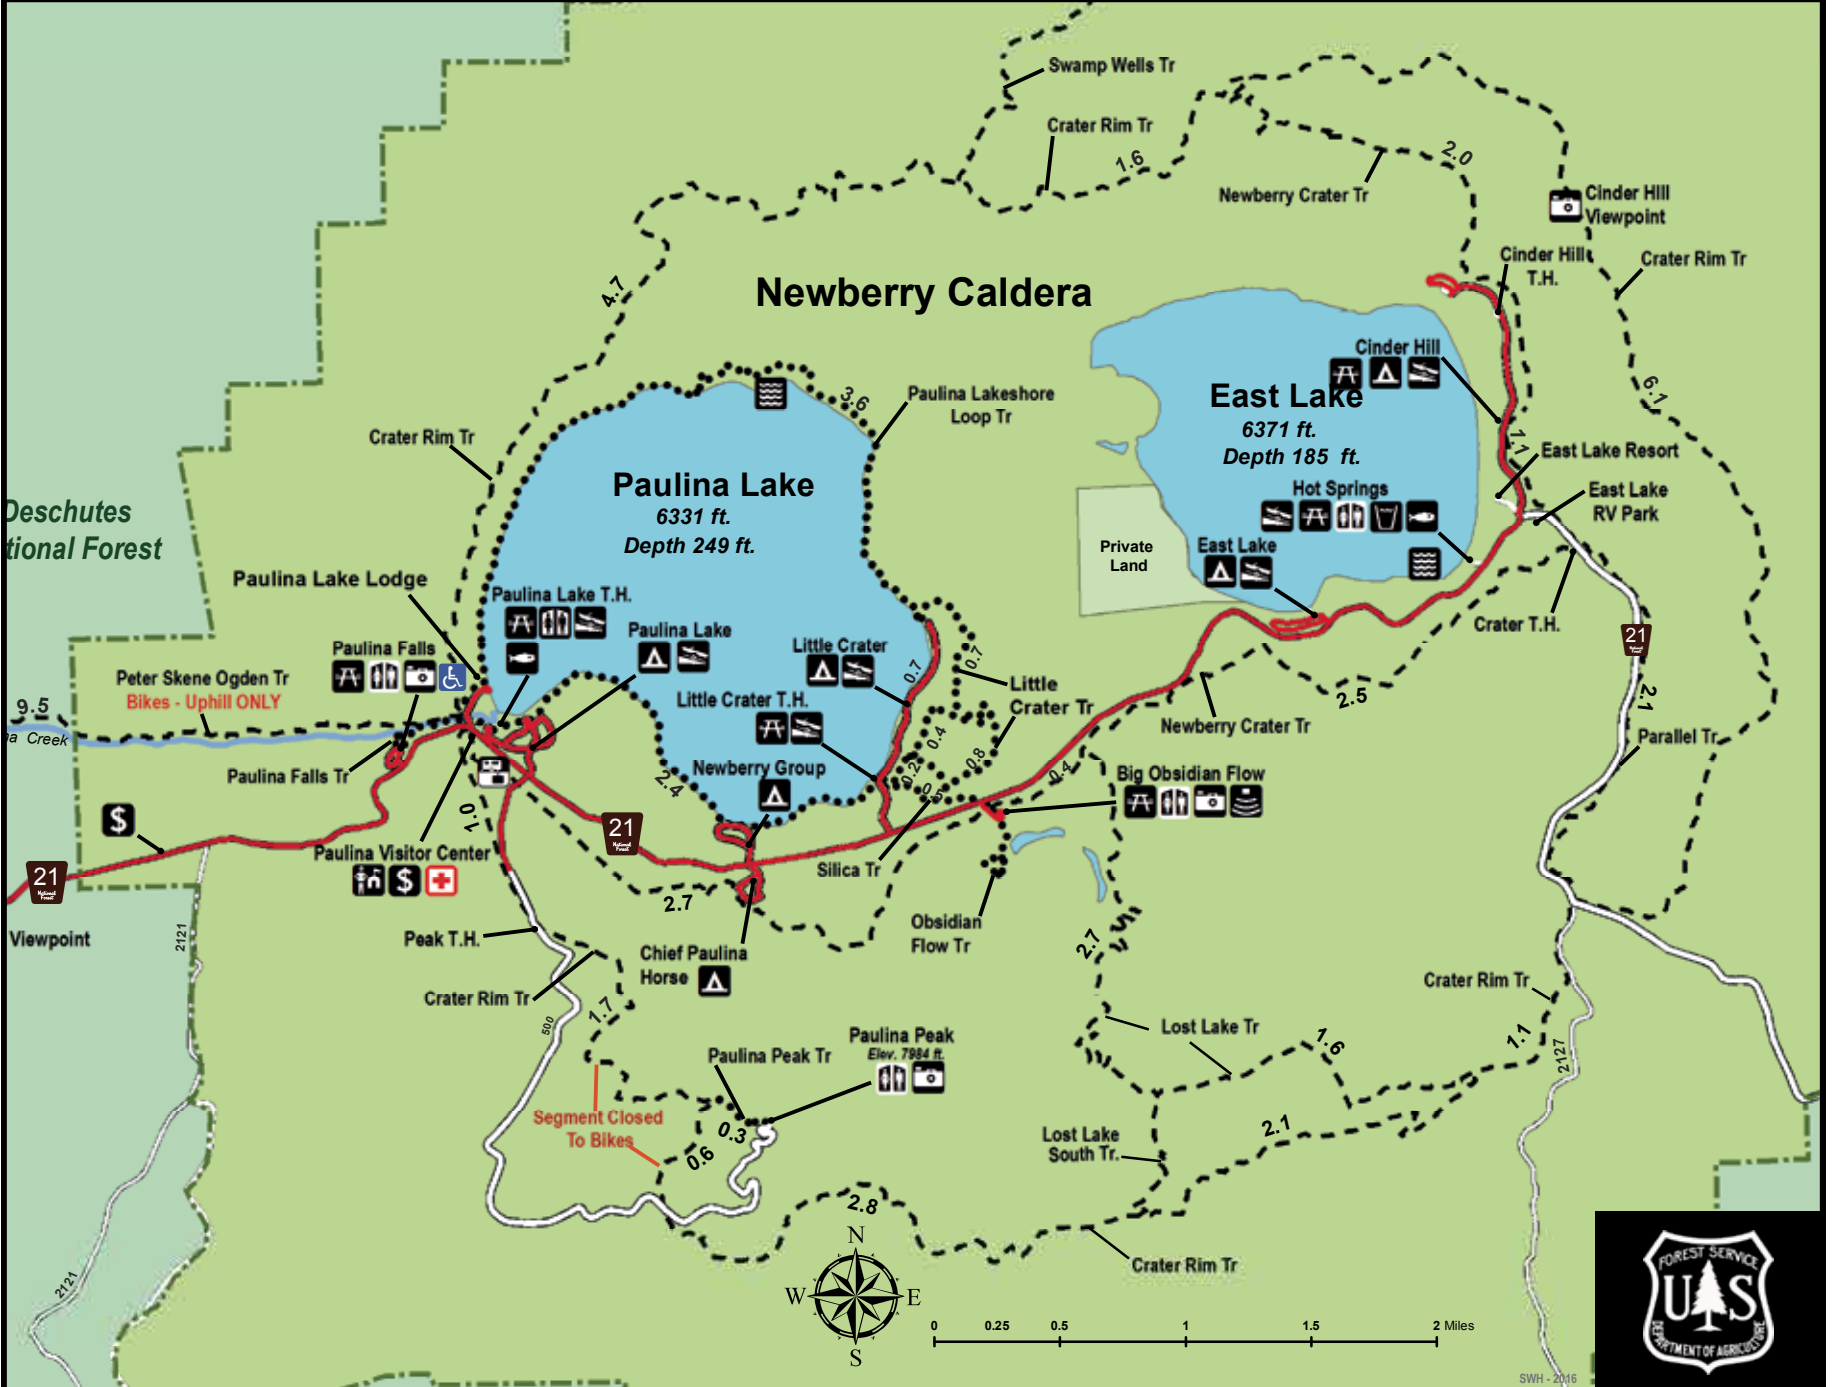 Swamp Wells Tr
Crater Rim Tr
1.6
2.0
Newberry Crater Tr
Cinder HIll
Viewpoint
Cinder Hill
T.H.
Crater Rim Tr
4.7
Newberry Caldera
Cinder Hill
East Lake
6371 ft.
Depth 185 ft.
6.1
3.6
Paulina Lakeshore
Loop Tr
Crater Rim Tr
1.1
East Lake Resort
Paulina Lake
6331 ft.
Depth 249 ft.
Hot Springs
East Lake
RV Park
Deschutes
tional Forest
Private
Land
East Lake
Paulina Lake Lodge
Paulina Lake T.H.
Crater T.H.
21
National
Forest
Paulina Lake
Little Crater
Paulina Falls
0.7
0.7
Peter Skene Ogden Tr
Bikes - Uphill ONLY
9.5
na Creek
Little Crater T.H.
Little
Crater Tr
2.5
2.1
Newberry Crater Tr
Parallel Tr
0.4
0.8
0.2
0.5
0.4
Paulina Falls Tr
2.4
Newberry Group
Big Obsidian Flow
$
1.0
21
National
Forest
Paulina Visitor Center
$
Silica Tr
21
National
Forest
2.7
Viewpoint
2121
Peak T.H.
Obsidian
Flow Tr
2.7
Chief Paulina
Horse
Crater Rim Tr
Crater Rim Tr
500
1.7
Lost Lake Tr
1.6
1.1
2127
Paulina Peak
Elev. 7984 ft.
Paulina Peak Tr
Segment Closed
To Bikes
0.3
0.6
Lost Lake
South Tr.
2.1
2.8
Crater Rim Tr
2121
N
W
E
S
0 0.25 0.5 1 1.5 2 Miles
FOREST SERVICE
U S
DEPARTMENT OF AGRICULTURE
SWH - 2016